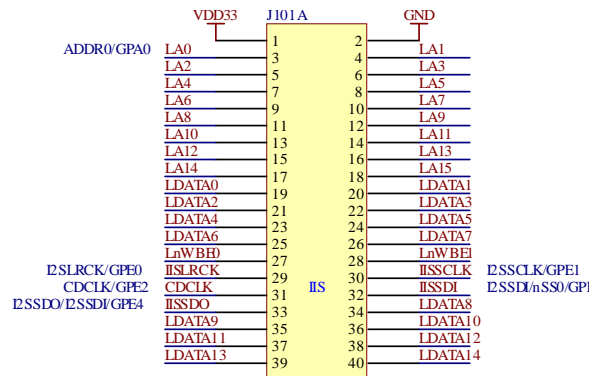 VDD33 J101A GND
1 2
ADDR0/GPA0 LA0 3 4 LA1
LA2 5 6 LA3
LA4 7 8 LA5
LA6 9 10 LA7
LA8 11 12 LA9
LA10 13 14 LA11
LA12 15 16 LA13
LA14 17 18 LA15
LDATA0 19 20 LDATA1
LDATA2 21 22 LDATA3
LDATA4 23 24 LDATA5
LDATA6 25 26 LDATA7
LnWBE0 27 28 LnWBE1
I2SLRCK/GPE0 IISLRCK 29 30 IISSCLK I2SSCLK/GPE1
CDCLK/GPE2 CDCLK 31 IIS 32 IISSDI I2SSDI/nSS0/GP
I2SSDO/I2SSDI/GPE4 IISSDO 33 34 LDATA8
LDATA9 35 36 LDATA10
LDATA11 37 38 LDATA12
LDATA13 39 40 LDATA14